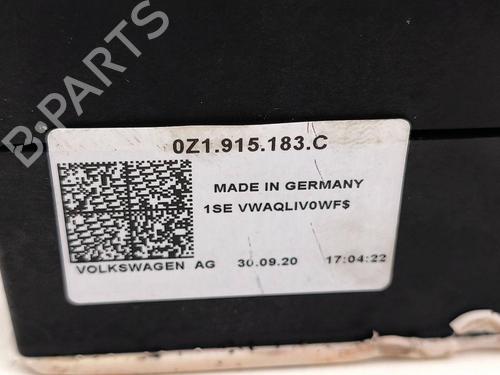 B-PARTS
0Z1.915.183.C
MADE IN GERMANY
1SE VWAQLIV0WF$
VOLKSWAGEN AG 30.09.20 17:04:22